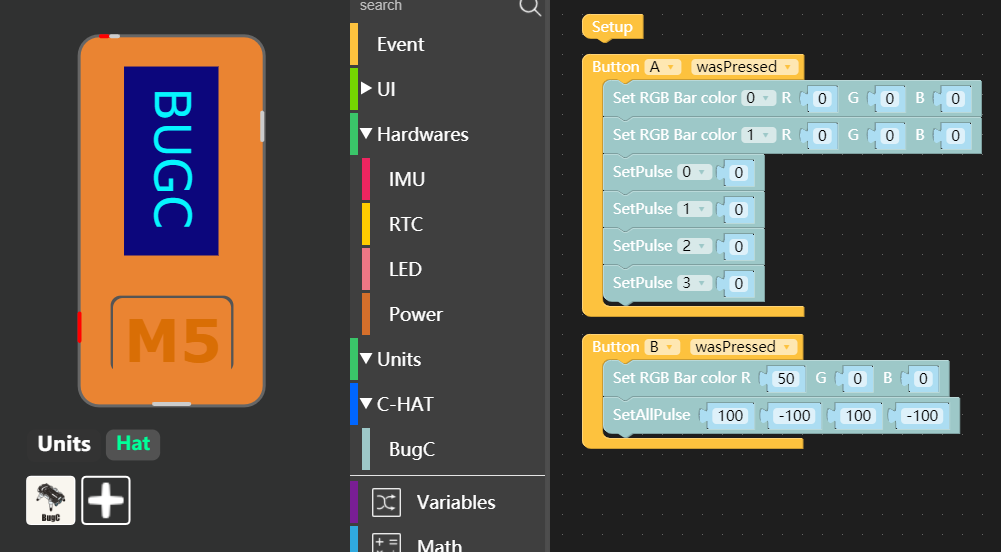 BUGC
M5
Units
Hat
BugC
search
Event
UI
Hardwares
IMU
RTC
LED
Power
Units
C-HAT
BugC
Variables
Math
Setup
Button A wasPressed
Set RGB Bar color 0 R 0 G 0 B 0
Set RGB Bar color 1 R 0 G 0 B 0
SetPulse 0 0
SetPulse 1 0
SetPulse 2 0
SetPulse 3 0
Button B wasPressed
Set RGB Bar color R 50 G 0 B 0
SetAllPulse 100 -100 100 -100